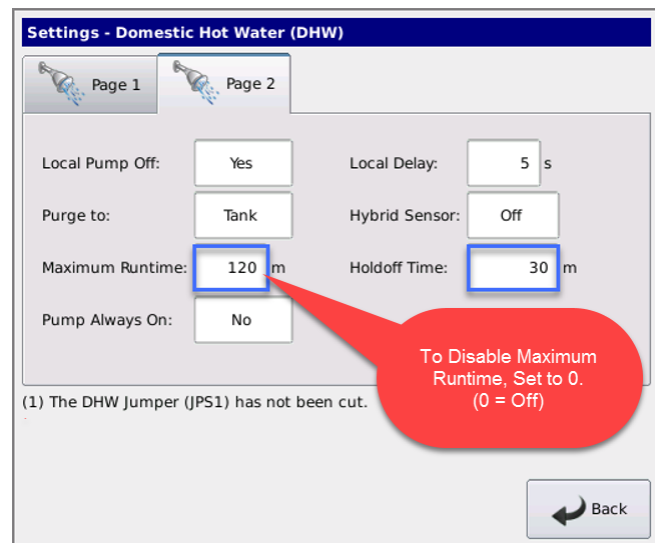 Settings - Domestic Hot Water (DHW)
Page 1 Page 2
Local Pump Off: Yes Local Delay: 5 s
Purge to: Tank Hybrid Sensor: Off
Maximum Runtime: 120 m Holdoff Time: 30 m
Pump Always On: No
To Disable Maximum
Runtime, Set to 0.
(0 = Off)
(1) The DHW Jumper (JPS1) has not been cut.
Back